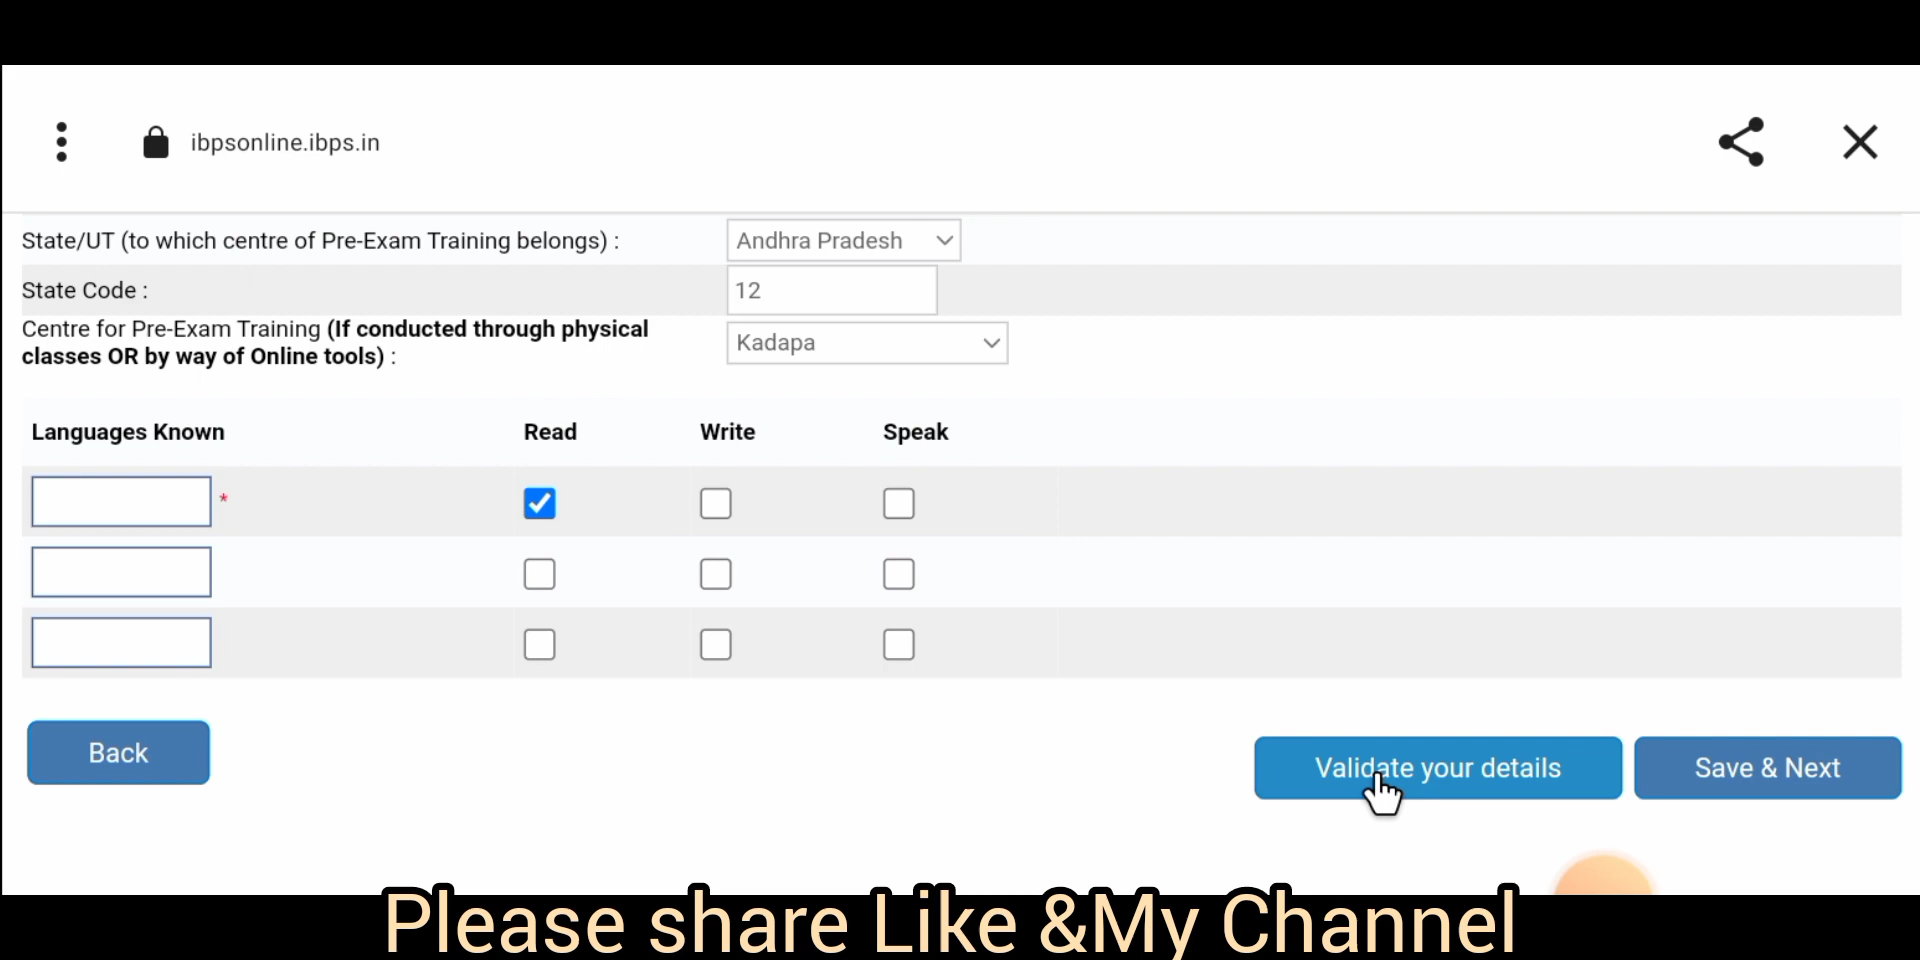 ibpsonline.ibps.in
State/UT (to which centre of Pre-Exam Training belongs) : Andhra Pradesh
State Code : 12
Centre for Pre-Exam Training (If conducted through physical
classes OR by way of Online tools) : Kadapa
Languages Known Read Write Speak
*
Back Validate your details Save & Next
Please share Like &My Channel